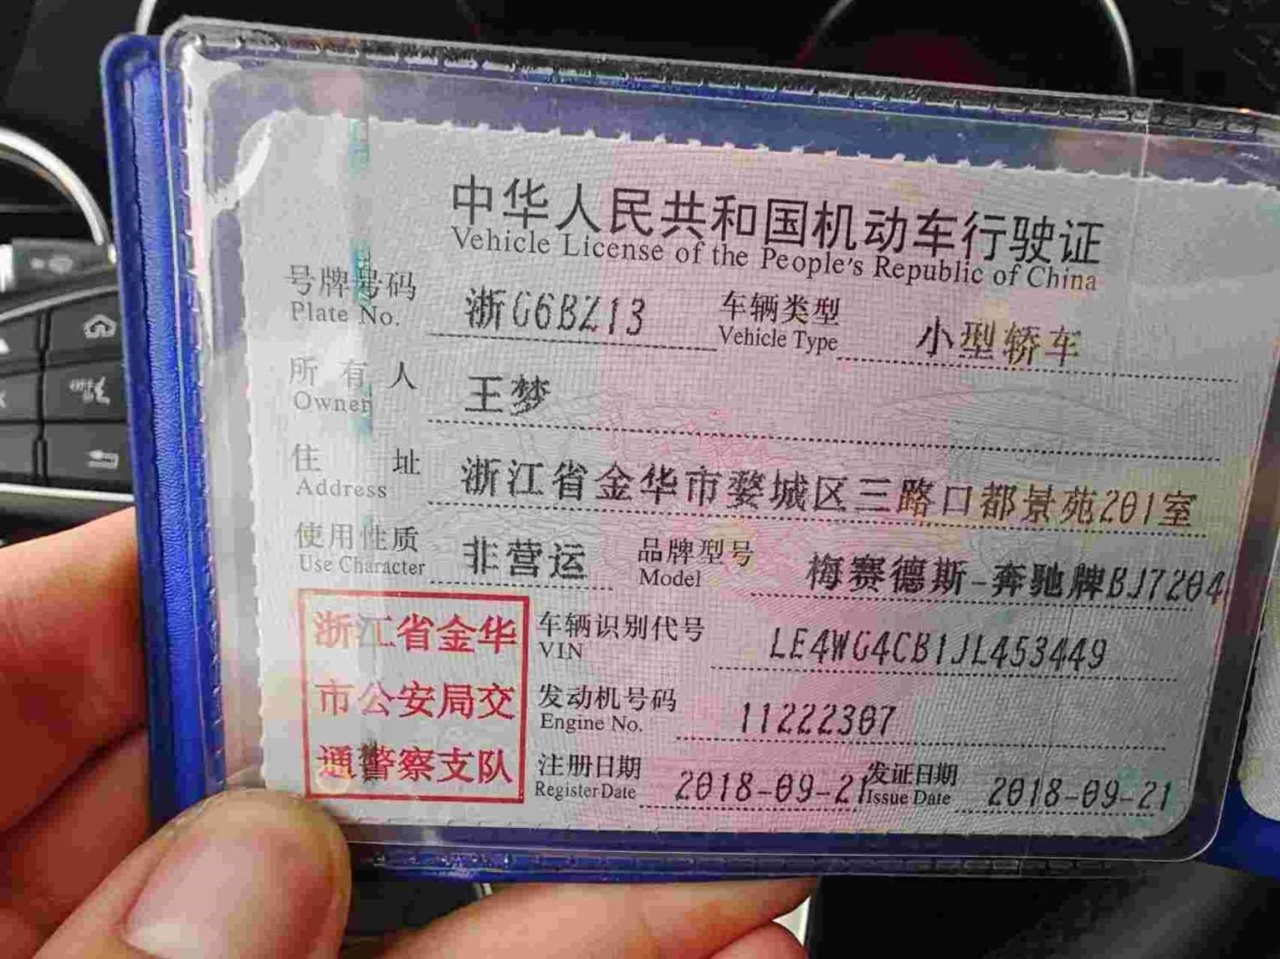 中华人民共和国机动车行驶证
Vehicle License of the People's Republic of China
号牌号码 浙G6BZ13 车辆类型 小型轿车
Plate No. Vehicle Type
所有人 王梦
Owner
住址 浙江省金华市婺城区三路口都景苑201室
Address
使用性质 非营运 品牌型号 梅赛德斯-奔驰牌BJ7204
Use Character Model
浙江省金华
市公安局交
通警察支队
车辆识别代号 LE4WG4CB1JL453449
VIN
发动机号码 11222307
Engine No.
注册日期 2018-09-21 发证日期 2018-09-21
Register Date Issue Date